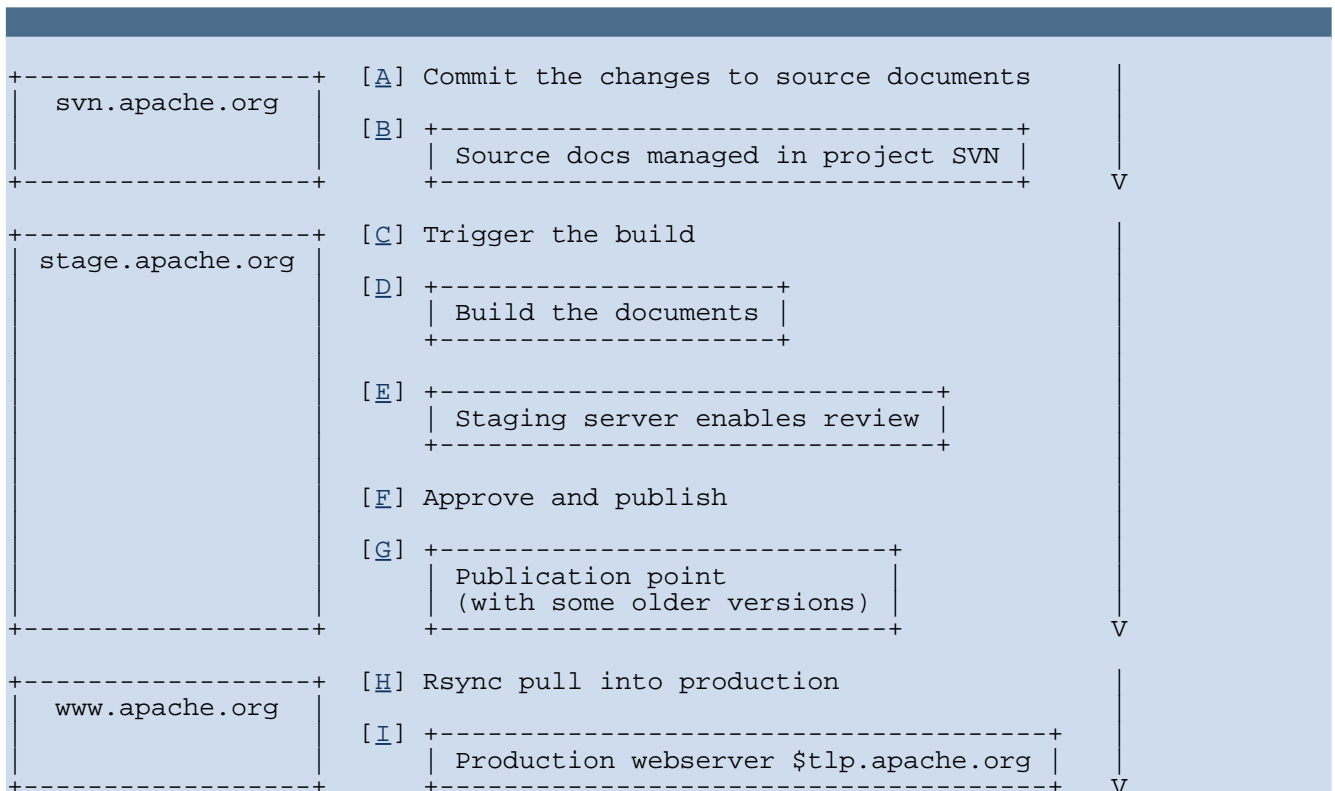 +------------------+  [A] Commit the changes to source documents           |
|  svn.apache.org  |                                                       |
|                  |  [B] +-------------------------------------+          |
|                  |      | Source docs managed in project SVN |          |
+------------------+      +-------------------------------------+          V
+------------------+  [C] Trigger the build                                |
| stage.apache.org |                                                       |
|                  |  [D] +---------------------+                          |
|                  |      | Build the documents |                          |
|                  |      +---------------------+                          |
|                  |  [E] +-------------------------------+                |
|                  |      | Staging server enables review |                |
|                  |      +-------------------------------+                |
|                  |  [F] Approve and publish                              |
|                  |  [G] +----------------------------+                   |
|                  |      | Publication point          |                   |
|                  |      | (with some older versions) |                   |
+------------------+      +----------------------------+                   V
+------------------+  [H] Rsync pull into production                       |
|  www.apache.org  |                                                       |
|                  |  [I] +--------------------------------------+         |
|                  |      | Production webserver $tlp.apache.org |         |
+------------------+      +--------------------------------------+         V